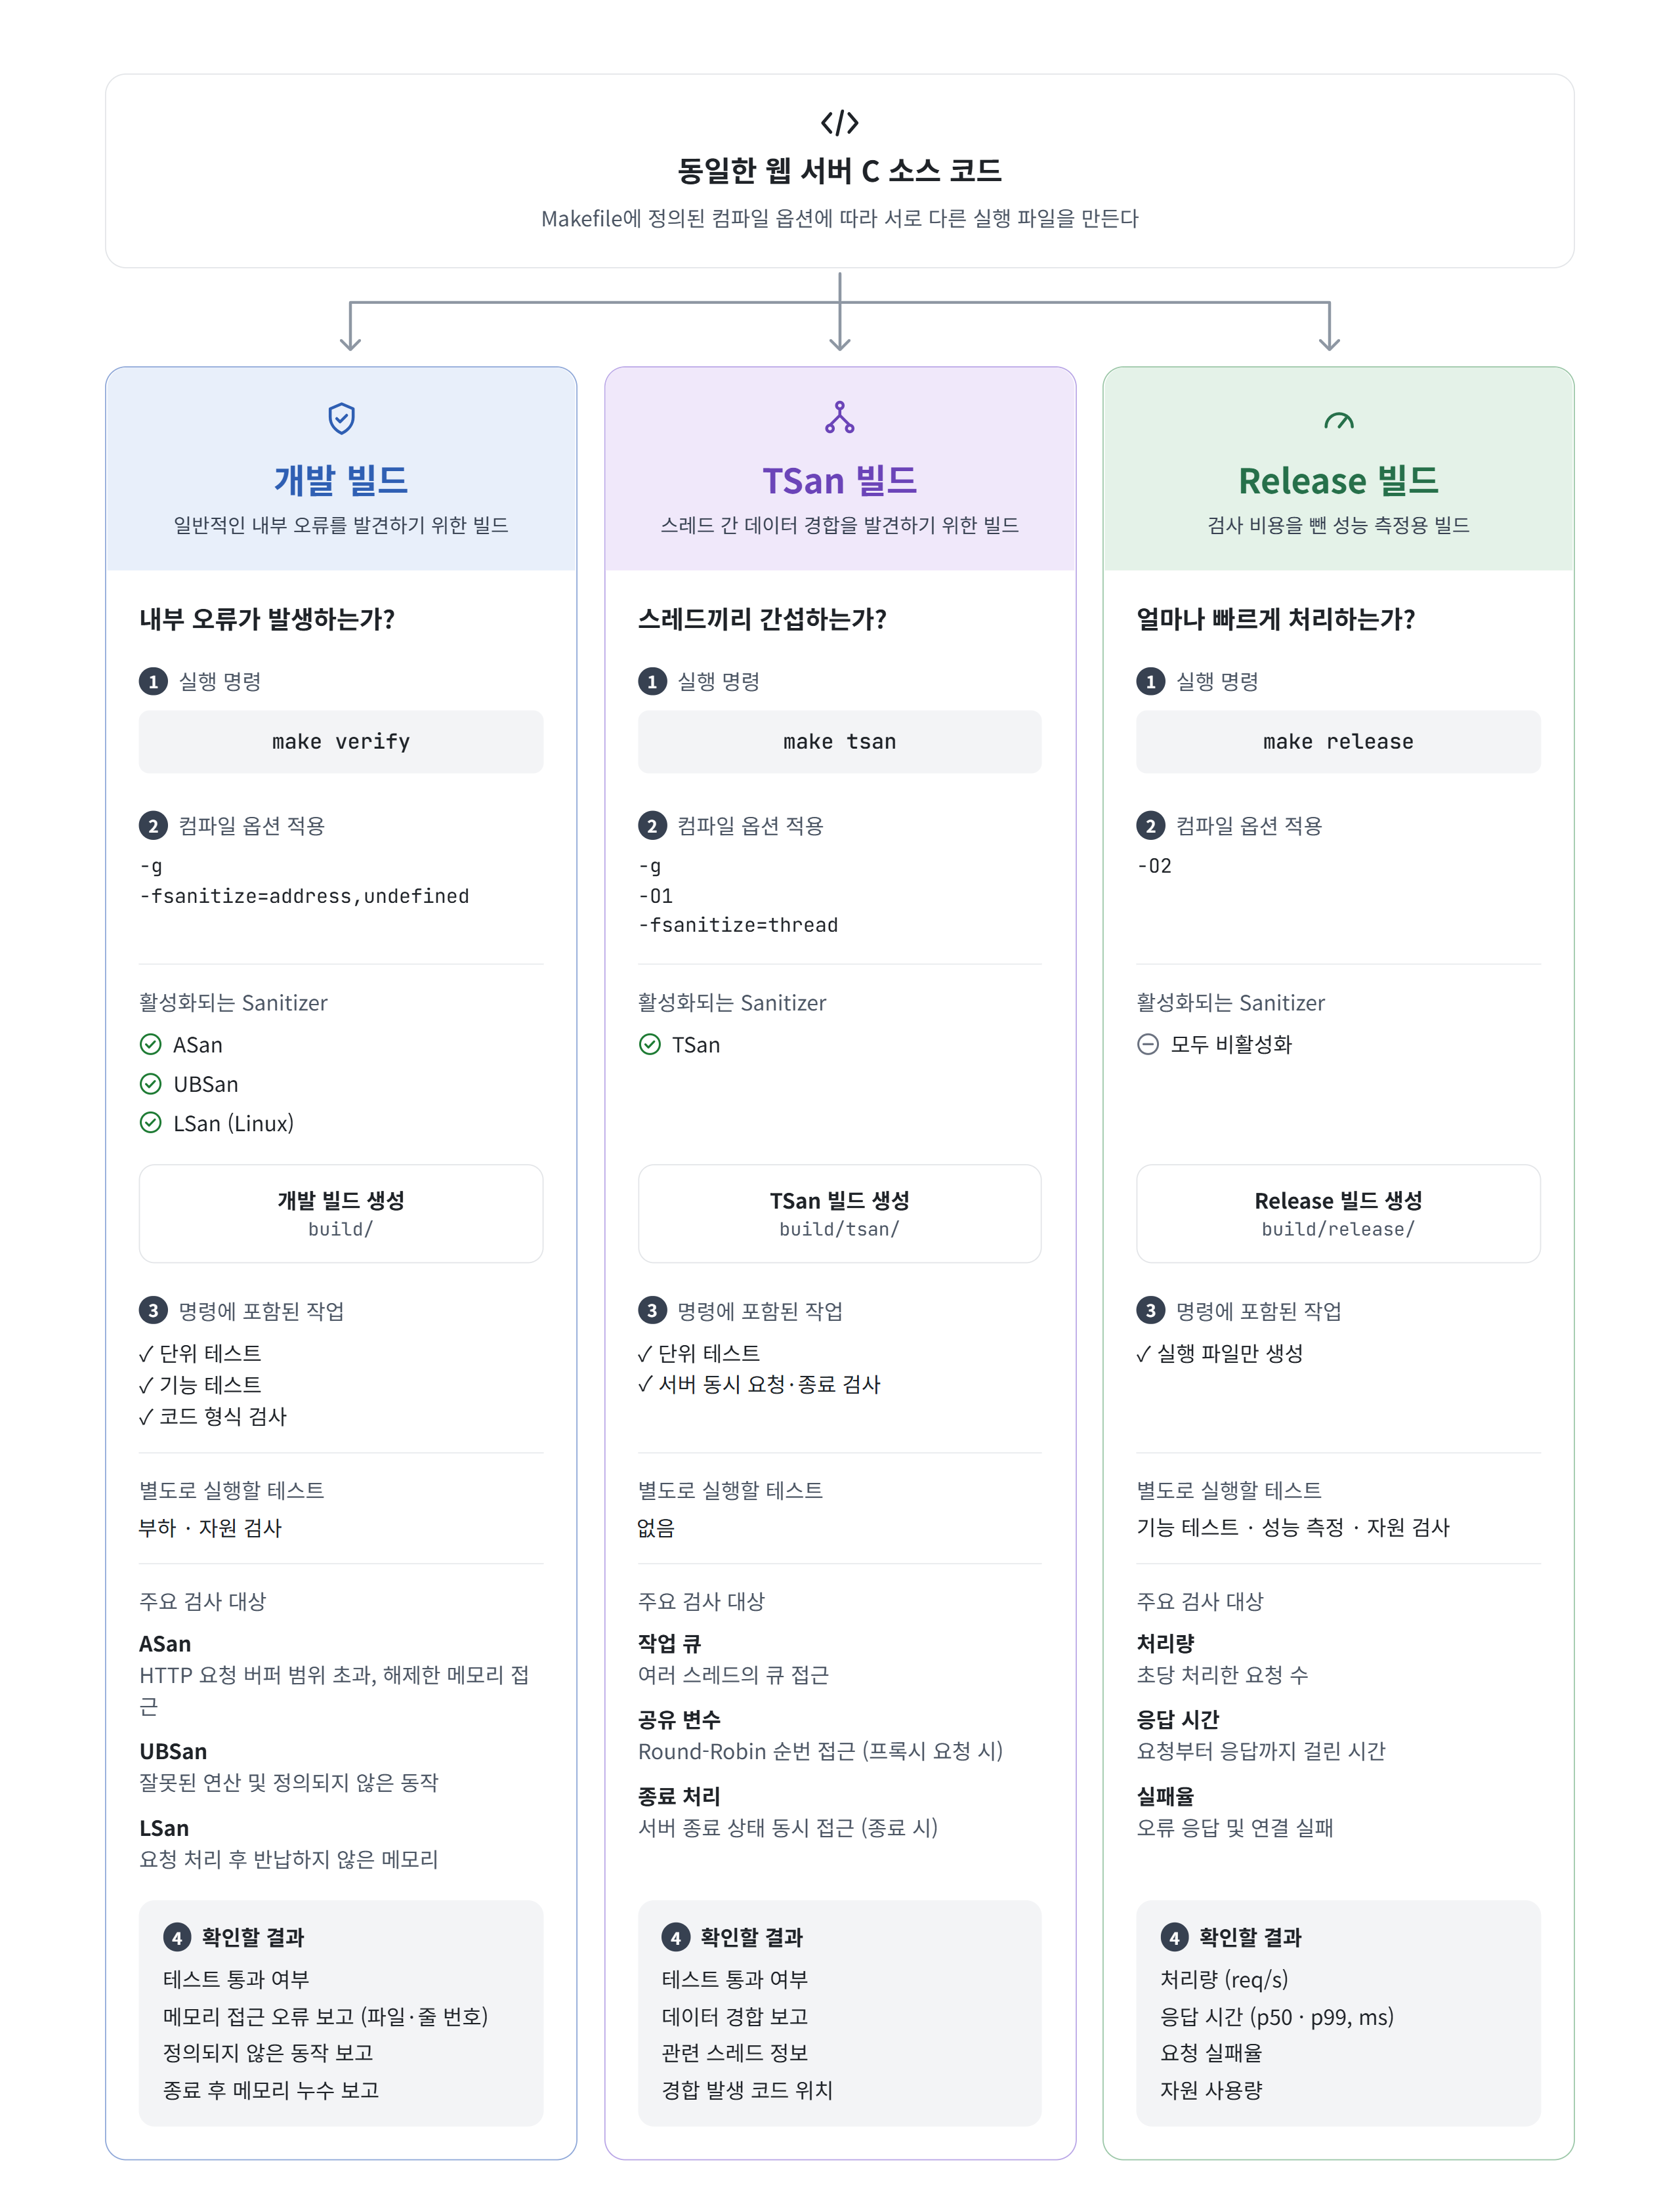 동일한 웹 서버 C 소스 코드
Makefile에 정의된 컴파일 옵션에 따라 서로 다른 실행 파일을 만든다
개발 빌드
일반적인 내부 오류를 발견하기 위한 빌드
내부 오류가 발생하는가?
1 실행 명령
make verify
2 컴파일 옵션 적용
-g
-fsanitize=address,undefined
활성화되는 Sanitizer
ASan
UBSan
LSan (Linux)
개발 빌드 생성
build/
3 명령에 포함된 작업
✓ 단위 테스트
✓ 기능 테스트
✓ 코드 형식 검사
별도로 실행할 테스트
부하 · 자원 검사
주요 검사 대상
ASan
HTTP 요청 버퍼 범위 초과, 해제한 메모리 접
근
UBSan
잘못된 연산 및 정의되지 않은 동작
LSan
요청 처리 후 반납하지 않은 메모리
4 확인할 결과
테스트 통과 여부
메모리 접근 오류 보고 (파일·줄 번호)
정의되지 않은 동작 보고
종료 후 메모리 누수 보고
TSan 빌드
스레드 간 데이터 경합을 발견하기 위한 빌드
스레드끼리 간섭하는가?
1 실행 명령
make tsan
2 컴파일 옵션 적용
-g
-O1
-fsanitize=thread
활성화되는 Sanitizer
TSan
TSan 빌드 생성
build/tsan/
3 명령에 포함된 작업
✓ 단위 테스트
✓ 서버 동시 요청·종료 검사
별도로 실행할 테스트
없음
주요 검사 대상
작업 큐
여러 스레드의 큐 접근
공유 변수
Round-Robin 순번 접근 (프록시 요청 시)
종료 처리
서버 종료 상태 동시 접근 (종료 시)
4 확인할 결과
테스트 통과 여부
데이터 경합 보고
관련 스레드 정보
경합 발생 코드 위치
Release 빌드
검사 비용을 뺀 성능 측정용 빌드
얼마나 빠르게 처리하는가?
1 실행 명령
make release
2 컴파일 옵션 적용
-O2
활성화되는 Sanitizer
모두 비활성화
Release 빌드 생성
build/release/
3 명령에 포함된 작업
✓ 실행 파일만 생성
별도로 실행할 테스트
기능 테스트 · 성능 측정 · 자원 검사
주요 검사 대상
처리량
초당 처리한 요청 수
응답 시간
요청부터 응답까지 걸린 시간
실패율
오류 응답 및 연결 실패
4 확인할 결과
처리량 (req/s)
응답 시간 (p50 · p99, ms)
요청 실패율
자원 사용량